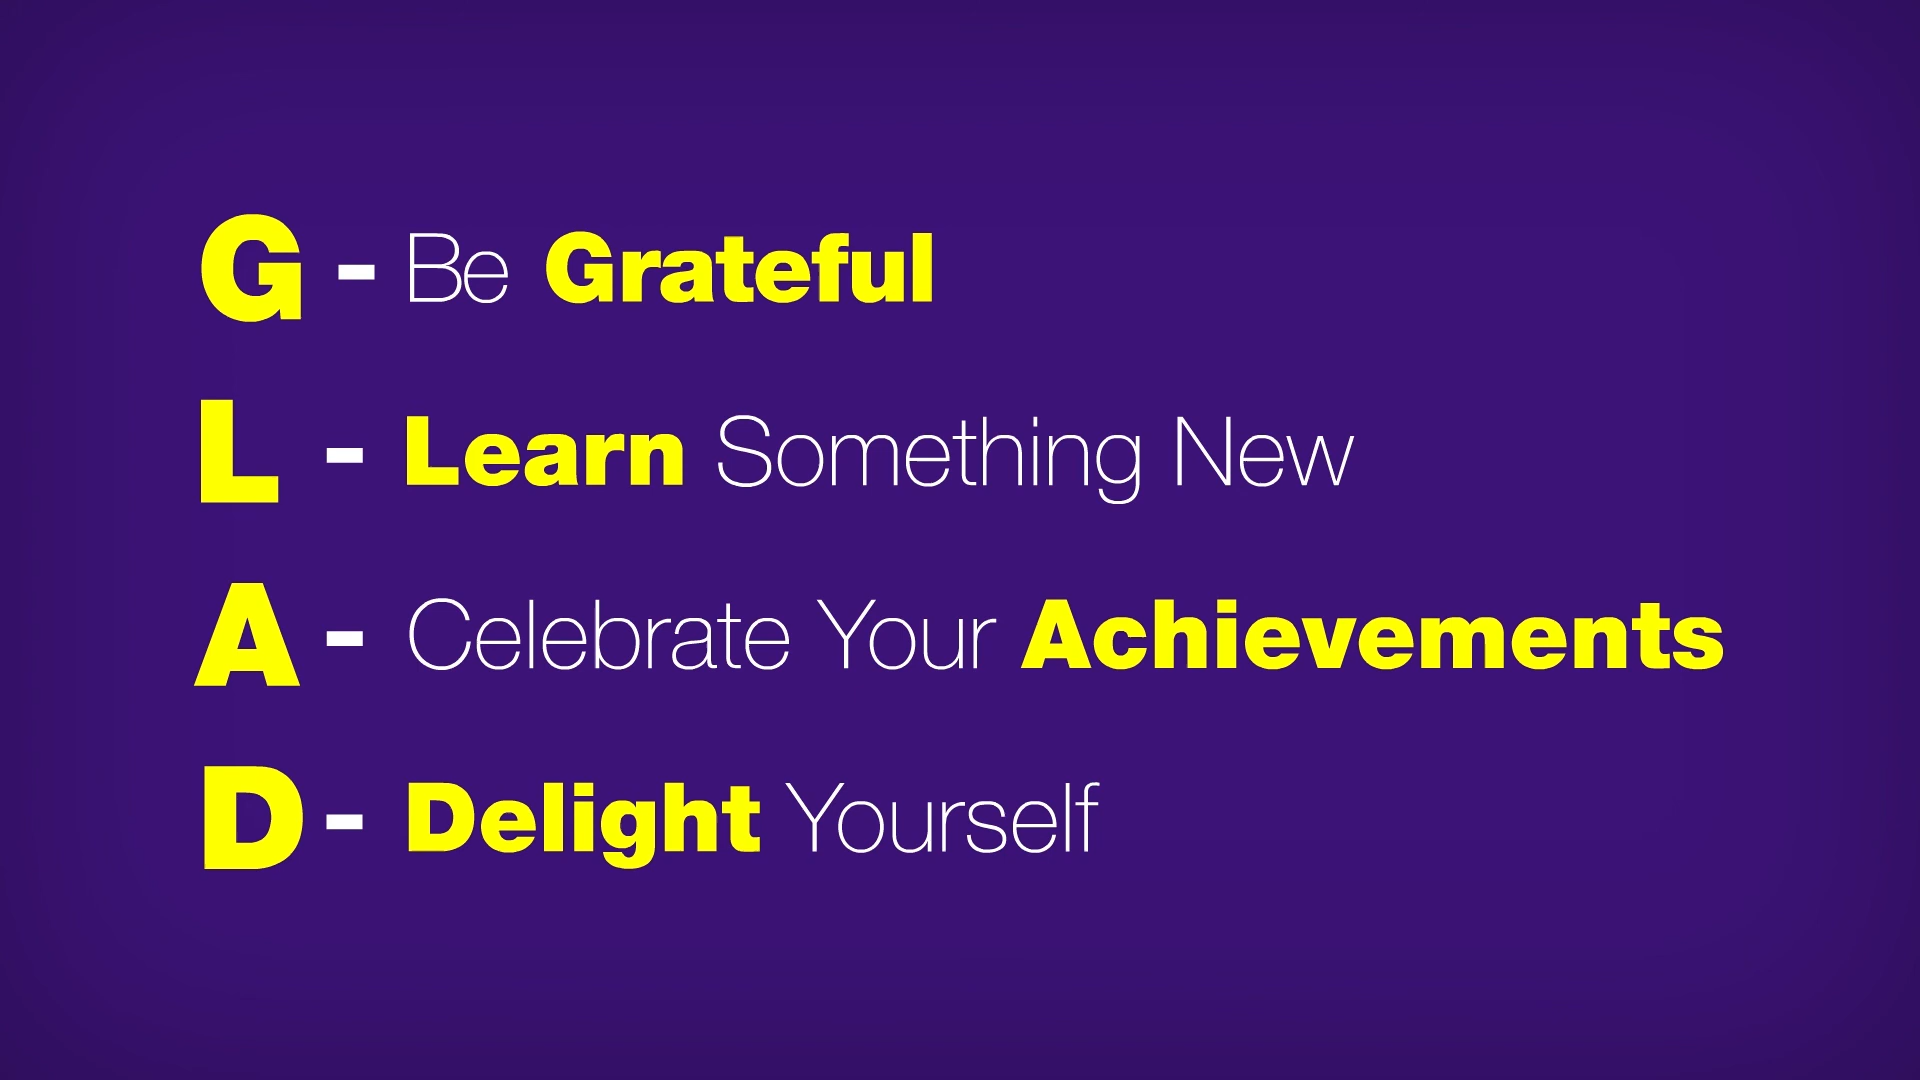 G - Be Grateful
L - Learn Something New
A - Celebrate Your Achievements
D - Delight Yourself